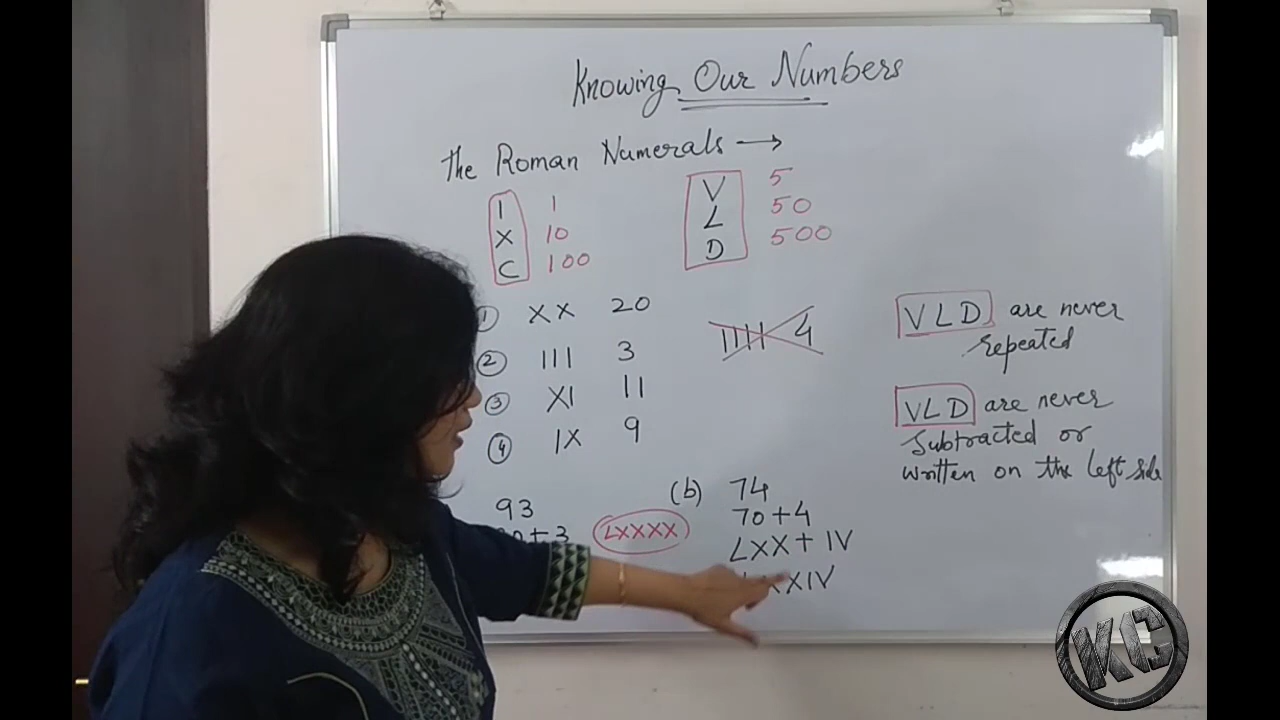 Knowing Our Numbers
The Roman Numerals →
I 1
X 10
C 100
V 5
L 50
D 500
① XX 20
② III 3
③ XI 11
④ IX 9
IIII 4
VLD are never
repeated
VLD are never
Subtracted or
written on the left side
93
+ 3
LXXXX
(b) 74
70+4
LXX + IV
XIV
KC